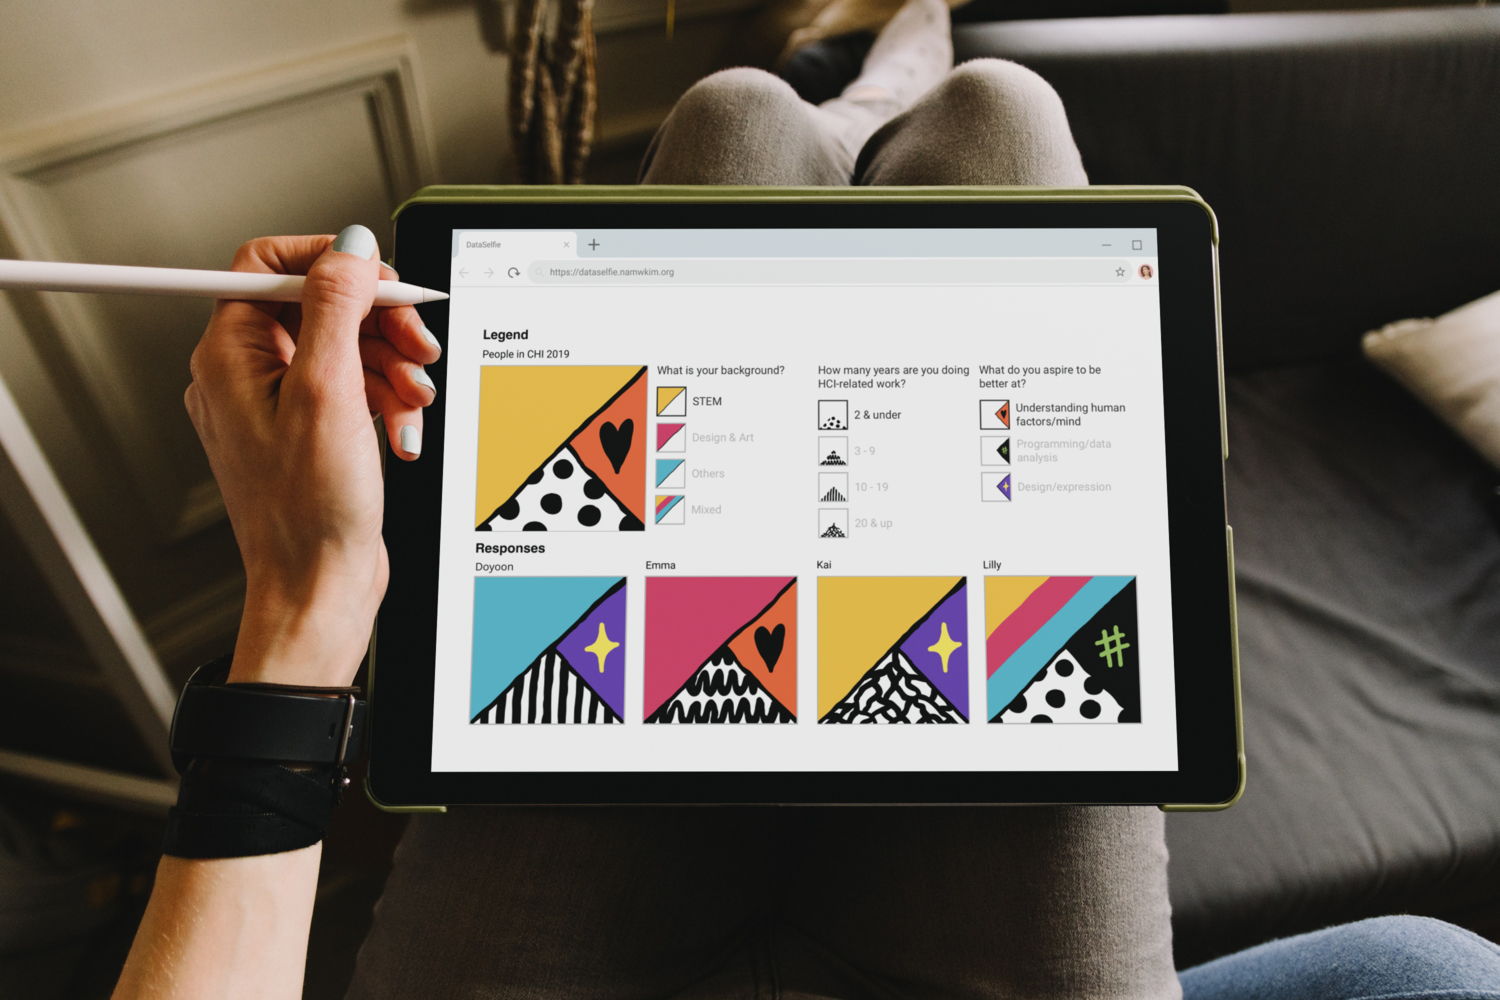 DataSelfie
https://dataselfie.namwkim.org
Legend
People in CHI 2019
What is your background?
STEM
Design & Art
Others
Mixed
How many years are you doing
HCI-related work?
2 & under
3 - 9
10 - 19
20 & up
What do you aspire to be
better at?
Understanding human
factors/mind
Programming/data
analysis
Design/expression
Responses
Doyoon
Emma
Kai
Lilly